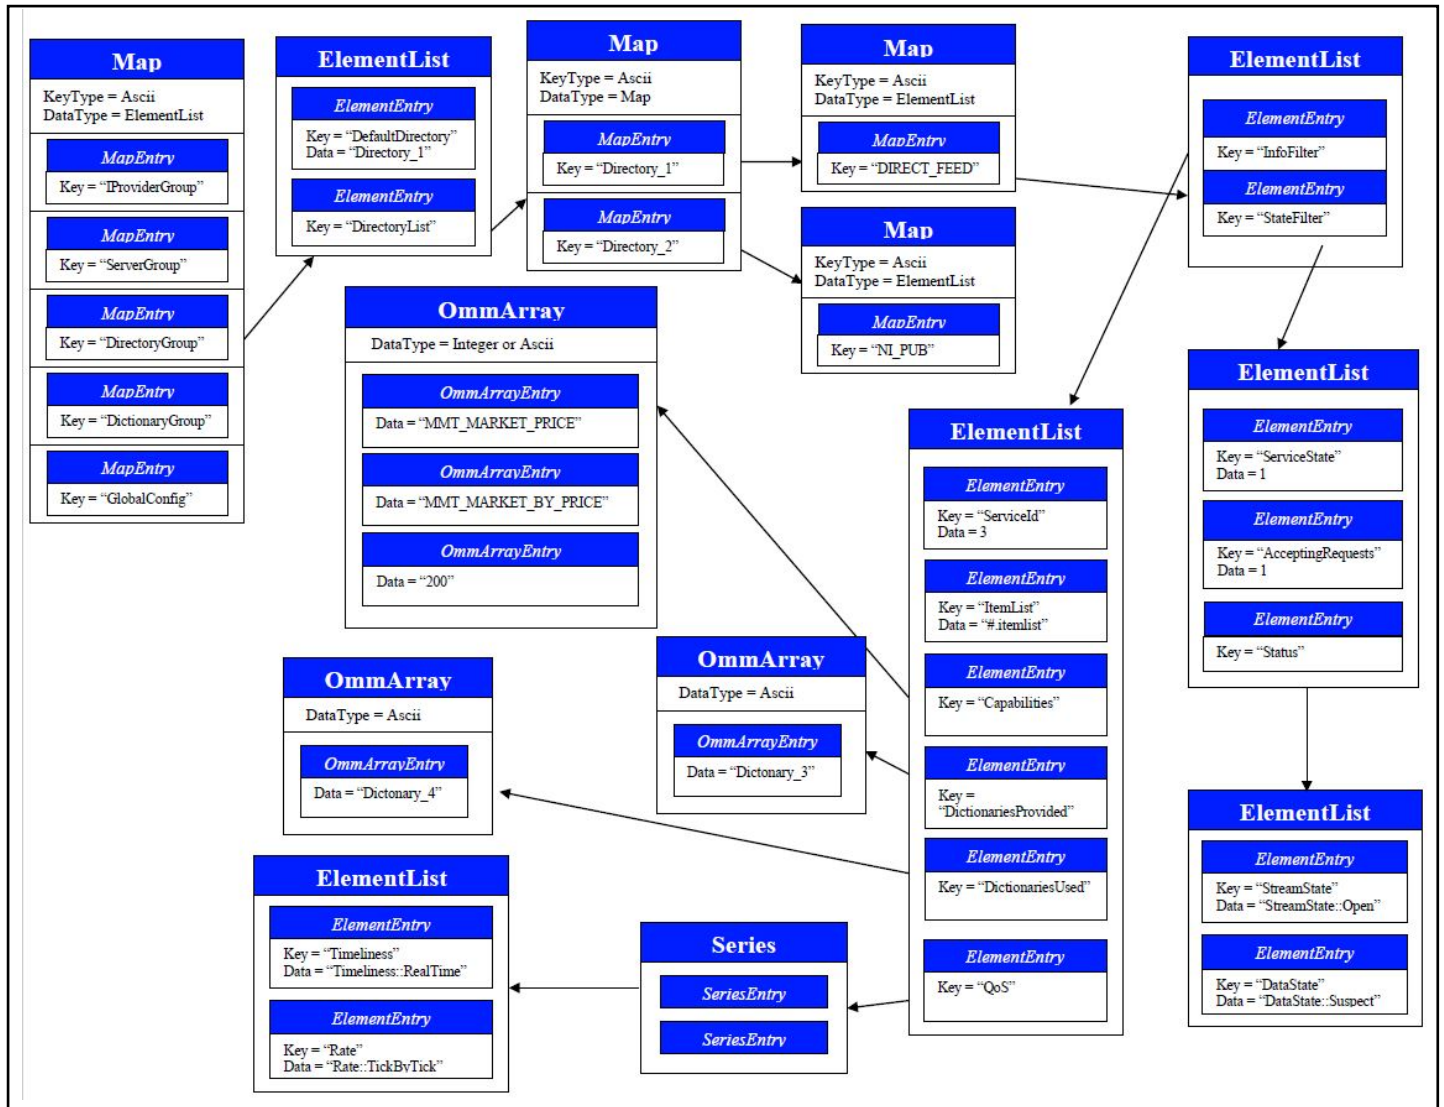 Map
KeyType = Ascii
DataType = ElementList
MapEntry
Key = “IProviderGroup”
MapEntry
Key = “ServerGroup”
MapEntry
Key = “DirectoryGroup”
MapEntry
Key = “DictionaryGroup”
MapEntry
Key = “GlobalConfig”
ElementList
ElementEntry
Key = “DefaultDirectory”
Data = “Directory_1”
ElementEntry
Key = “DirectoryList”
Map
KeyType = Ascii
DataType = Map
MapEntry
Key = “Directory_1”
MapEntry
Key = “Directory_2”
Map
KeyType = Ascii
DataType = ElementList
MapEntry
Key = “DIRECT_FEED”
Map
KeyType = Ascii
DataType = ElementList
MapEntry
Key = “NI_PUB”
ElementList
ElementEntry
Key = “InfoFilter”
ElementEntry
Key = “StateFilter”
OmmArray
DataType = Integer or Ascii
OmmArrayEntry
Data = “MMT_MARKET_PRICE”
OmmArrayEntry
Data = “MMT_MARKET_BY_PRICE”
OmmArrayEntry
Data = “200”
ElementList
ElementEntry
Key = “ServiceId”
Data = 3
ElementEntry
Key = “ItemList”
Data = “#.itemlist”
ElementEntry
Key = “Capabilities”
ElementEntry
Key =
“DictionariesProvided”
ElementEntry
Key = “DictionariesUsed”
ElementEntry
Key = “QoS”
ElementList
ElementEntry
Key = “ServiceState”
Data = 1
ElementEntry
Key = “AcceptingRequests”
Data = 1
ElementEntry
Key = “Status”
OmmArray
DataType = Ascii
OmmArrayEntry
Data = “Dictonary_3”
OmmArray
DataType = Ascii
OmmArrayEntry
Data = “Dictonary_4”
ElementList
ElementEntry
Key = “StreamState”
Data = “StreamState::Open”
ElementEntry
Key = “DataState”
Data = “DataState::Suspect”
ElementList
ElementEntry
Key = “Timeliness”
Data = “Timeliness::RealTime”
ElementEntry
Key = “Rate”
Data = “Rate::TickByTick”
Series
SeriesEntry
SeriesEntry